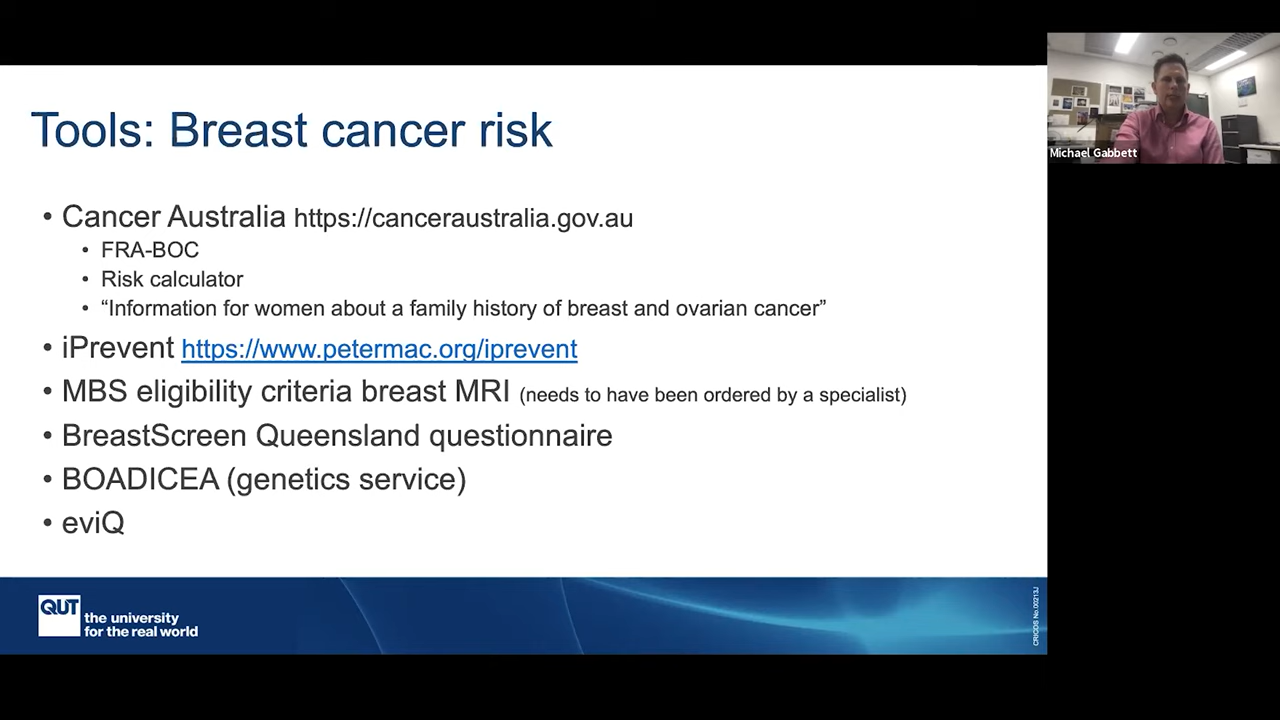 Tools: Breast cancer risk
• Cancer Australia https://canceraustralia.gov.au
• FRA-BOC
• Risk calculator
• “Information for women about a family history of breast and ovarian cancer”
• iPrevent https://www.petermac.org/iprevent
• MBS eligibility criteria breast MRI (needs to have been ordered by a specialist)
• BreastScreen Queensland questionnaire
• BOADICEA (genetics service)
• eviQ
QUT
the university
for the real world
CRICOS No.00213J
Michael Gabbett